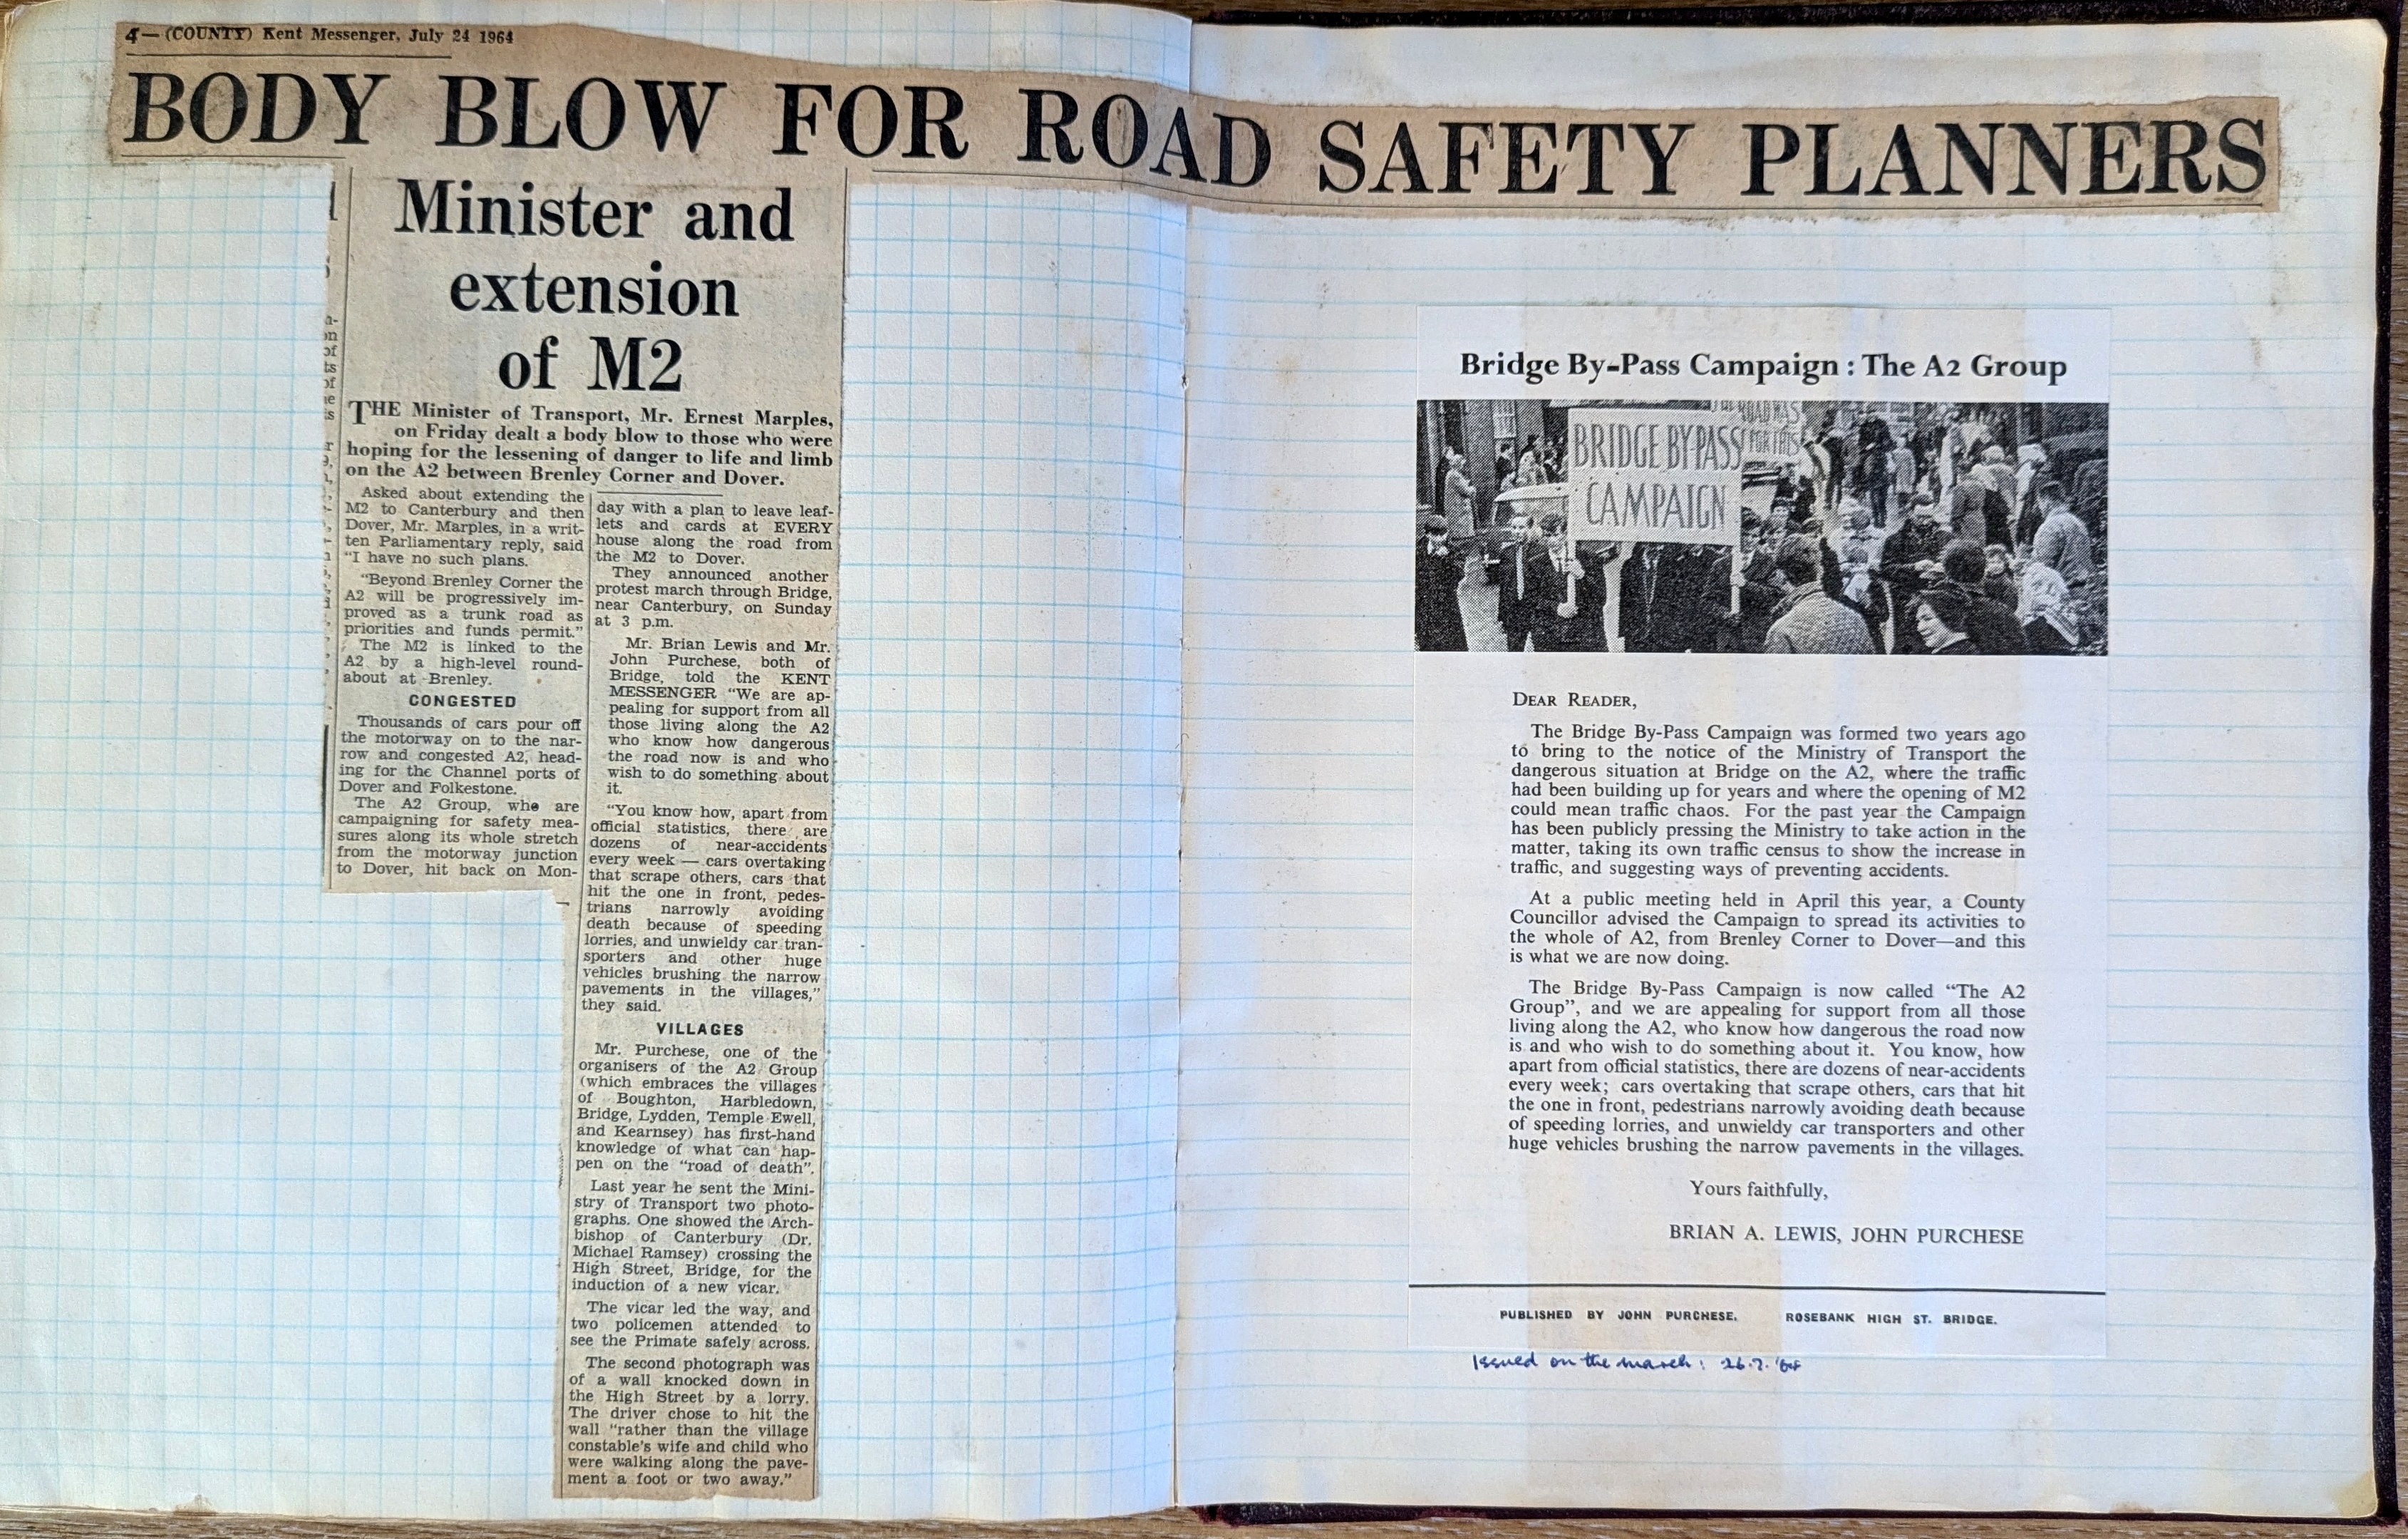 4— (COUNTY) Kent Messenger, July 24 1964
BODY BLOW FOR ROAD SAFETY PLANNERS
Minister and
extension
of M2
THE Minister of Transport, Mr. Ernest Marples,
on Friday dealt a body blow to those who were
hoping for the lessening of danger to life and limb
on the A2 between Brenley Corner and Dover.
Asked about extending the
M2 to Canterbury and then
Dover, Mr. Marples, in a writ-
ten Parliamentary reply, said
"I have no such plans.
"Beyond Brenley Corner the
A2 will be progressively im-
proved as a trunk road as
priorities and funds permit."
The M2 is linked to the
A2 by a high-level round-
about at Brenley.
CONGESTED
Thousands of cars pour off
the motorway on to the nar-
row and congested A2, head-
ing for the Channel ports of
Dover and Folkestone.
The A2 Group, who are
campaigning for safety mea-
sures along its whole stretch
from the motorway junction
to Dover, hit back on Mon-
day with a plan to leave leaf-
lets and cards at EVERY
house along the road from
the M2 to Dover.
They announced another
protest march through Bridge,
near Canterbury, on Sunday
at 3 p.m.
Mr. Brian Lewis and Mr.
John Purchese, both of
Bridge, told the KENT
MESSENGER "We are ap-
pealing for support from all
those living along the A2
who know how dangerous
the road now is and who
wish to do something about
it.
"You know how, apart from
official statistics, there are
dozens of near-accidents
every week — cars overtaking
that scrape others, cars that
hit the one in front, pedes-
trians narrowly avoiding
death because of speeding
lorries, and unwieldy car tran-
sporters and other huge
vehicles brushing the narrow
pavements in the villages,"
they said.
VILLAGES
Mr. Purchese, one of the
organisers of the A2 Group
(which embraces the villages
of Boughton, Harbledown,
Bridge, Lydden, Temple Ewell,
and Kearnsey) has first-hand
knowledge of what can hap-
pen on the "road of death".
Last year he sent the Mini-
stry of Transport two photo-
graphs. One showed the Arch-
bishop of Canterbury (Dr.
Michael Ramsey) crossing the
High Street, Bridge, for the
induction of a new vicar.
The vicar led the way, and
two policemen attended to
see the Primate safely across.
The second photograph was
of a wall knocked down in
the High Street by a lorry.
The driver chose to hit the
wall "rather than the village
constable's wife and child who
were walking along the pave-
ment a foot or two away."
Bridge By-Pass Campaign : The A2 Group
ROAD WAS
FOR THIS
BRIDGE BY-PASS
CAMPAIGN
DEAR READER,
The Bridge By-Pass Campaign was formed two years ago
to bring to the notice of the Ministry of Transport the
dangerous situation at Bridge on the A2, where the traffic
had been building up for years and where the opening of M2
could mean traffic chaos. For the past year the Campaign
has been publicly pressing the Ministry to take action in the
matter, taking its own traffic census to show the increase in
traffic, and suggesting ways of preventing accidents.
At a public meeting held in April this year, a County
Councillor advised the Campaign to spread its activities to
the whole of A2, from Brenley Corner to Dover—and this
is what we are now doing.
The Bridge By-Pass Campaign is now called "The A2
Group", and we are appealing for support from all those
living along the A2, who know how dangerous the road now
is and who wish to do something about it. You know, how
apart from official statistics, there are dozens of near-accidents
every week; cars overtaking that scrape others, cars that hit
the one in front, pedestrians narrowly avoiding death because
of speeding lorries, and unwieldy car transporters and other
huge vehicles brushing the narrow pavements in the villages.
Yours faithfully,
BRIAN A. LEWIS, JOHN PURCHESE
PUBLISHED BY JOHN PURCHESE. ROSEBANK HIGH ST. BRIDGE.
Issued on the march: 26.7.'64